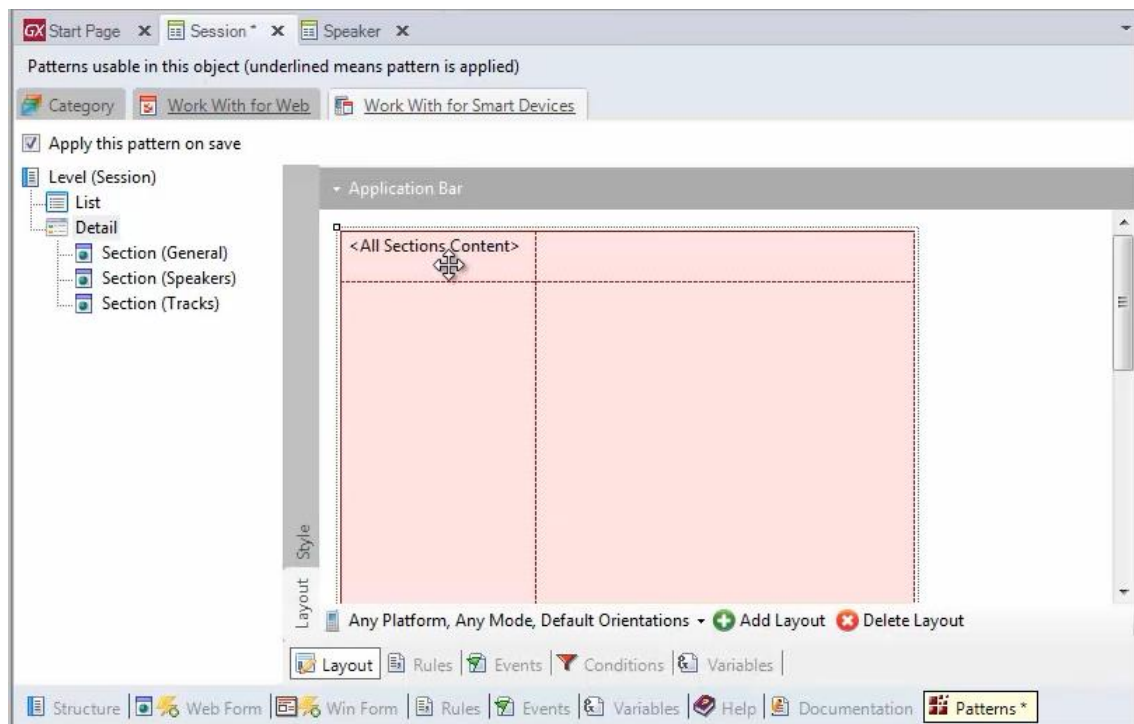 GX Start Page X Session * X Speaker X
Patterns usable in this object (underlined means pattern is applied)
Category Work With for Web Work With for Smart Devices
Apply this pattern on save
Level (Session)
List
Detail
Section (General)
Section (Speakers)
Section (Tracks)
Application Bar
<All Sections Content>
Style
Layout
Any Platform, Any Mode, Default Orientations Add Layout Delete Layout
Layout Rules Events Conditions Variables
Structure Web Form Win Form Rules Events Variables Help Documentation Patterns *